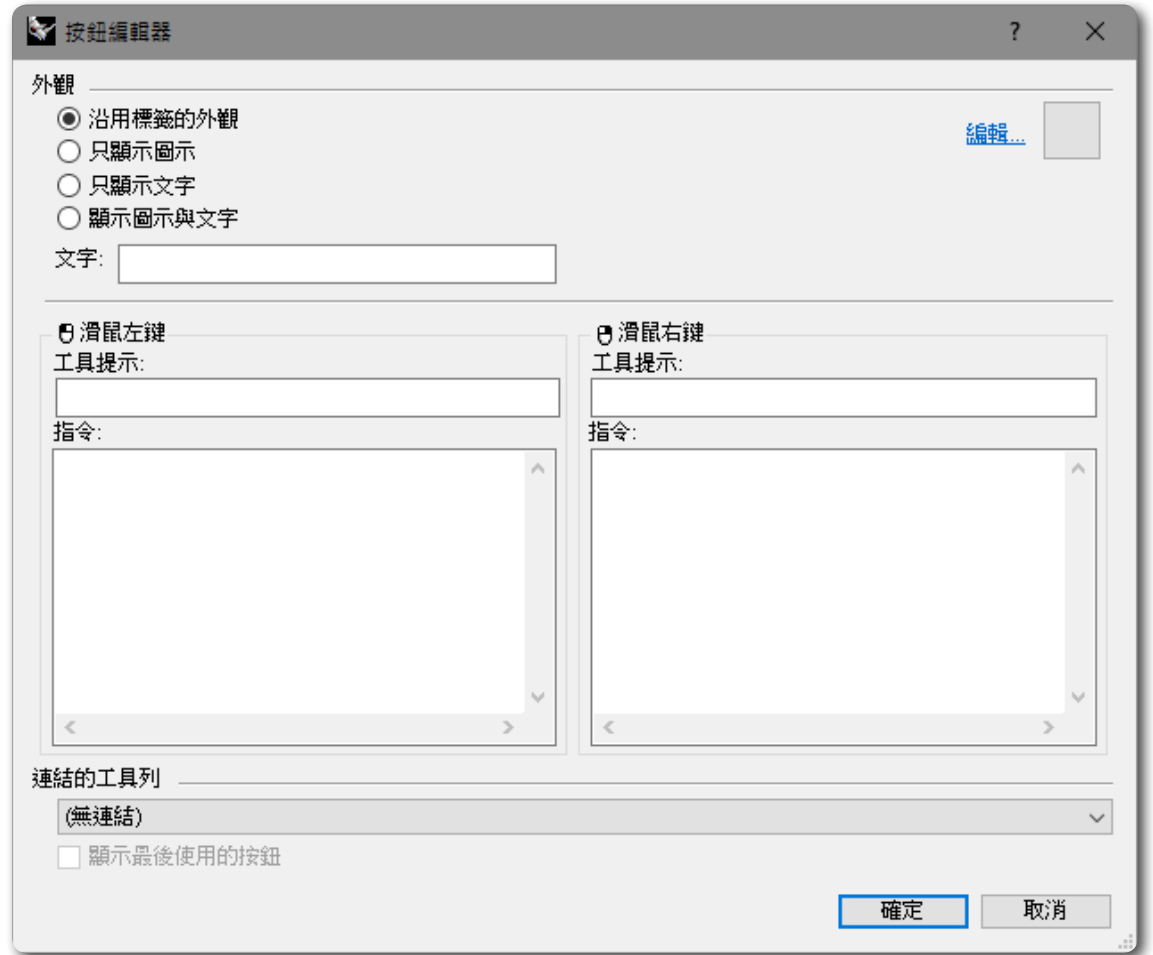 按鈕編輯器
?
外觀
沿用標籤的外觀
編輯...
只顯示圖示
只顯示文字
顯示圖示與文字
文字:
滑鼠左鍵
工具提示:
指令:
滑鼠右鍵
工具提示:
指令:
連結的工具列
(無連結)
顯示最後使用的按鈕
確定
取消